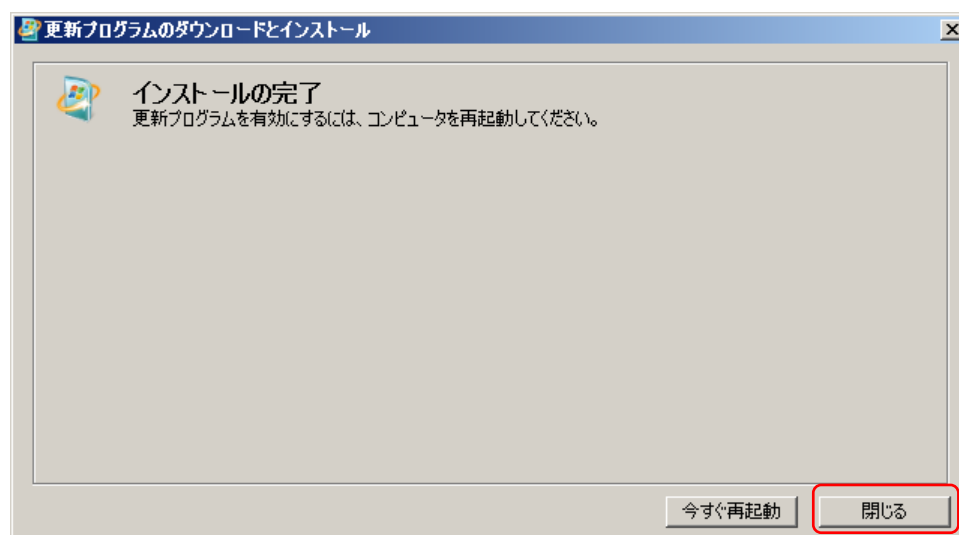 更新プログラムのダウンロードとインストール
インストールの完了
更新プログラムを有効にするには、コンピュータを再起動してください。
今すぐ再起動
閉じる